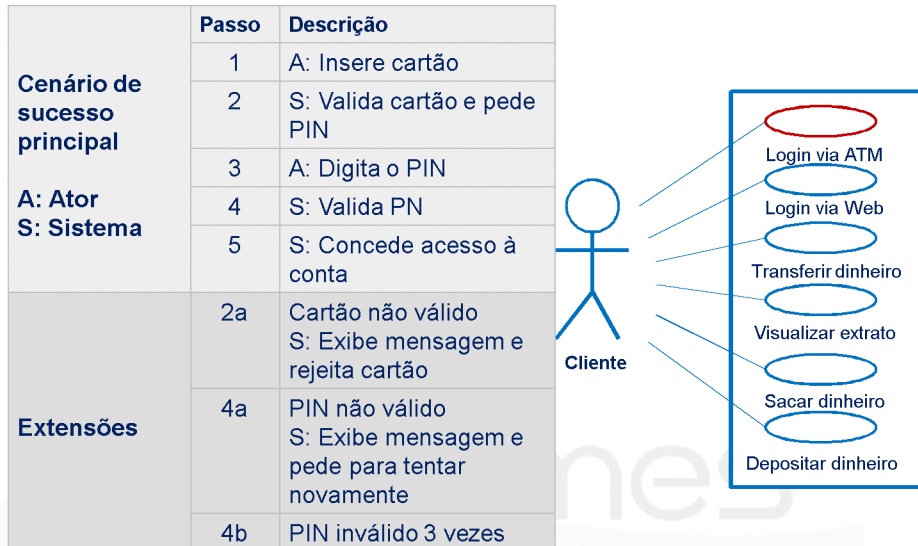 Passo Descrição
Cenário de
sucesso
principal
A: Ator
S: Sistema
1 A: Insere cartão
2 S: Valida cartão e pede
PIN
3 A: Digita o PIN
4 S: Valida PN
5 S: Concede acesso à
conta
Extensões
2a Cartão não válido
S: Exibe mensagem e
rejeita cartão
4a PIN não válido
S: Exibe mensagem e
pede para tentar
novamente
4b PIN inválido 3 vezes
Cliente
Login via ATM
Login via Web
Transferir dinheiro
Visualizar extrato
Sacar dinheiro
Depositar dinheiro